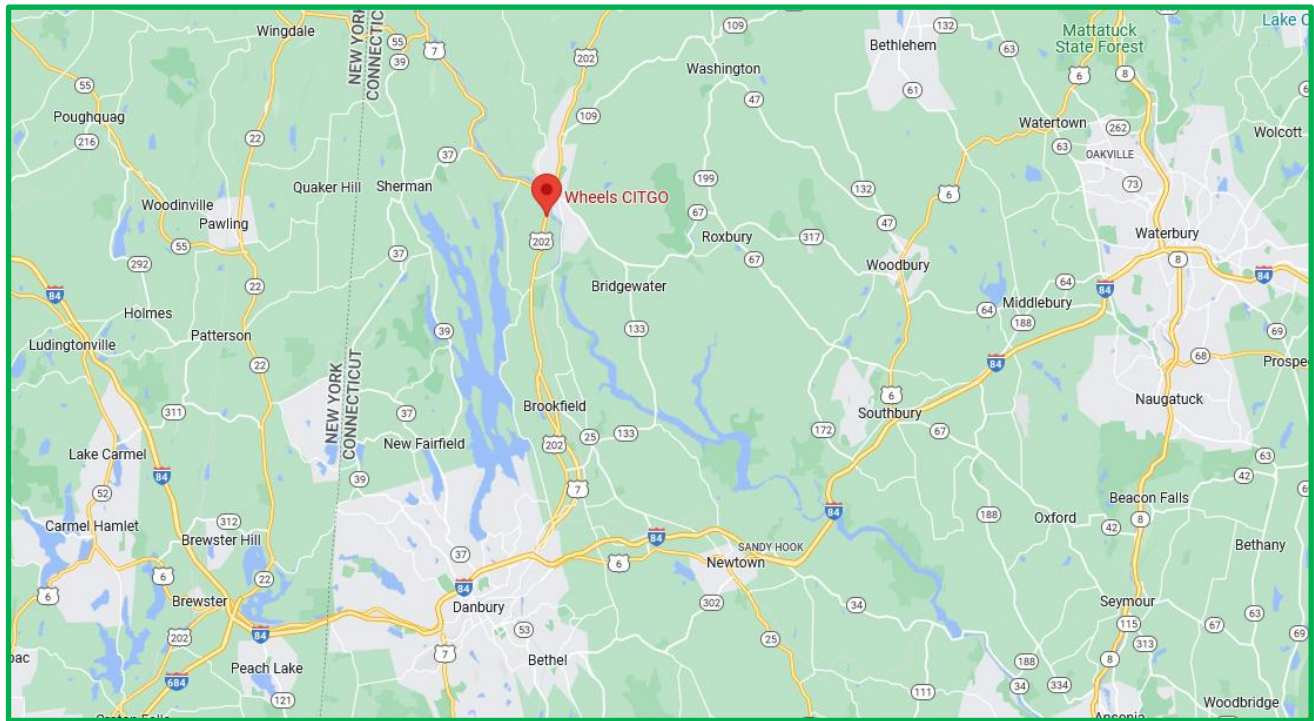 Wingdale
NEW YORK
CONNECTICUT
55
39
7
202
109
132
Bethlehem
63
Mattatuck
State Forest
Lake C
6
8
55
Poughquag
216
22
Washington
47
61
109
Watertown
262
63
OAKVILLE
Wolcott
37
Quaker Hill
Sherman
199
132
6
73
Woodinville
Pawling
Wheels CITGO
67
47
55
202
Roxbury
317
Waterbury
292
37
67
Woodbury
8
84
22
84
64
84
Bridgewater
Holmes
64
Middlebury
188
Ludingtonville
Patterson
39
133
69
22
NEW YORK
CONNECTICUT
84
68
Prospe
6
Naugatuck
311
37
Brookfield
Southbury
New Fairfield
202
25
133
172
67
Lake Carmel
84
39
63
42
52
7
Beacon Falls
188
84
Carmel Hamlet
312
Brewster Hill
Oxford
42
8
37
84
SANDY HOOK
Bethany
6
22
6
Newtown
6
84
Brewster
Danbury
302
34
Seymour
202
84
53
115
67
63
25
313
69
pac
Peach Lake
7
Bethel
188
8
684
121
111
34
334
Woodbridge
Croton Falls
Ansonia